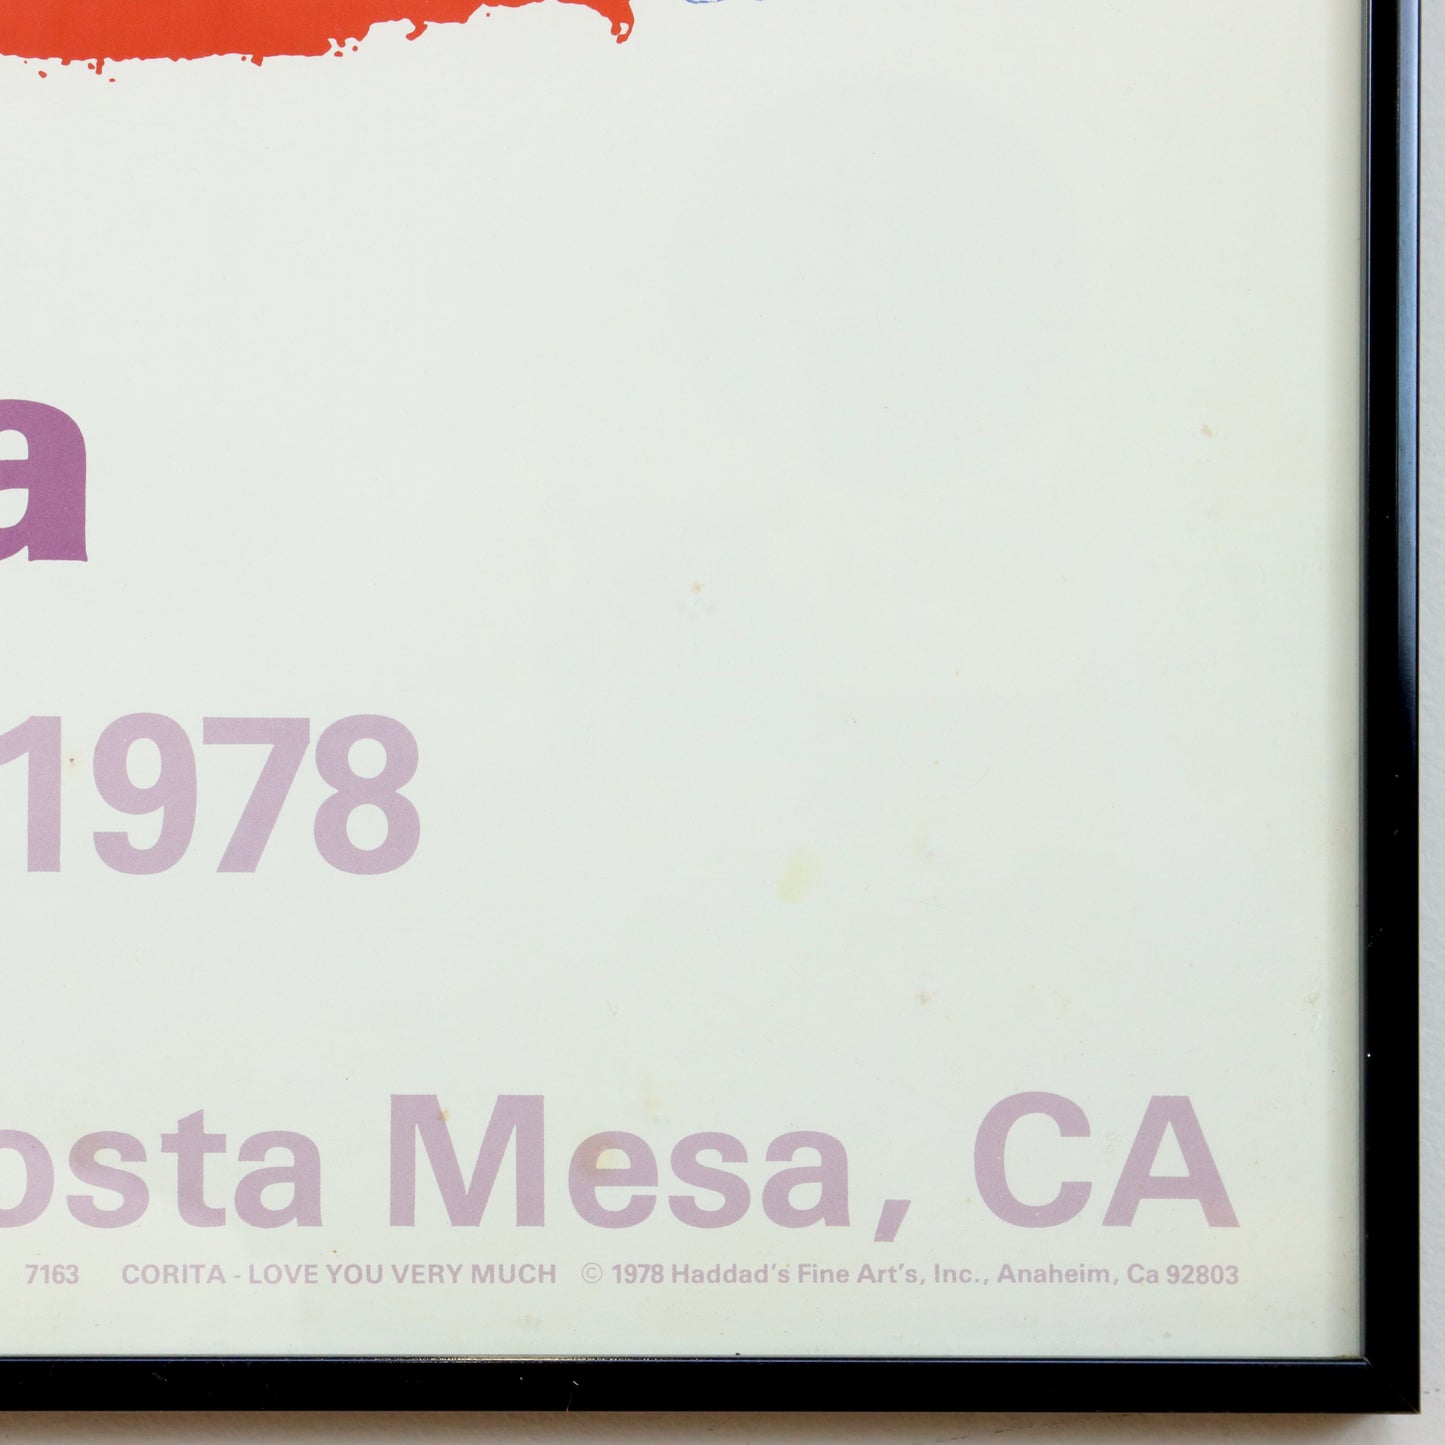 a
1978
osta Mesa, CA
7163 CORITA - LOVE YOU VERY MUCH © 1978 Haddad's Fine Art's, Inc., Anaheim, Ca 92803